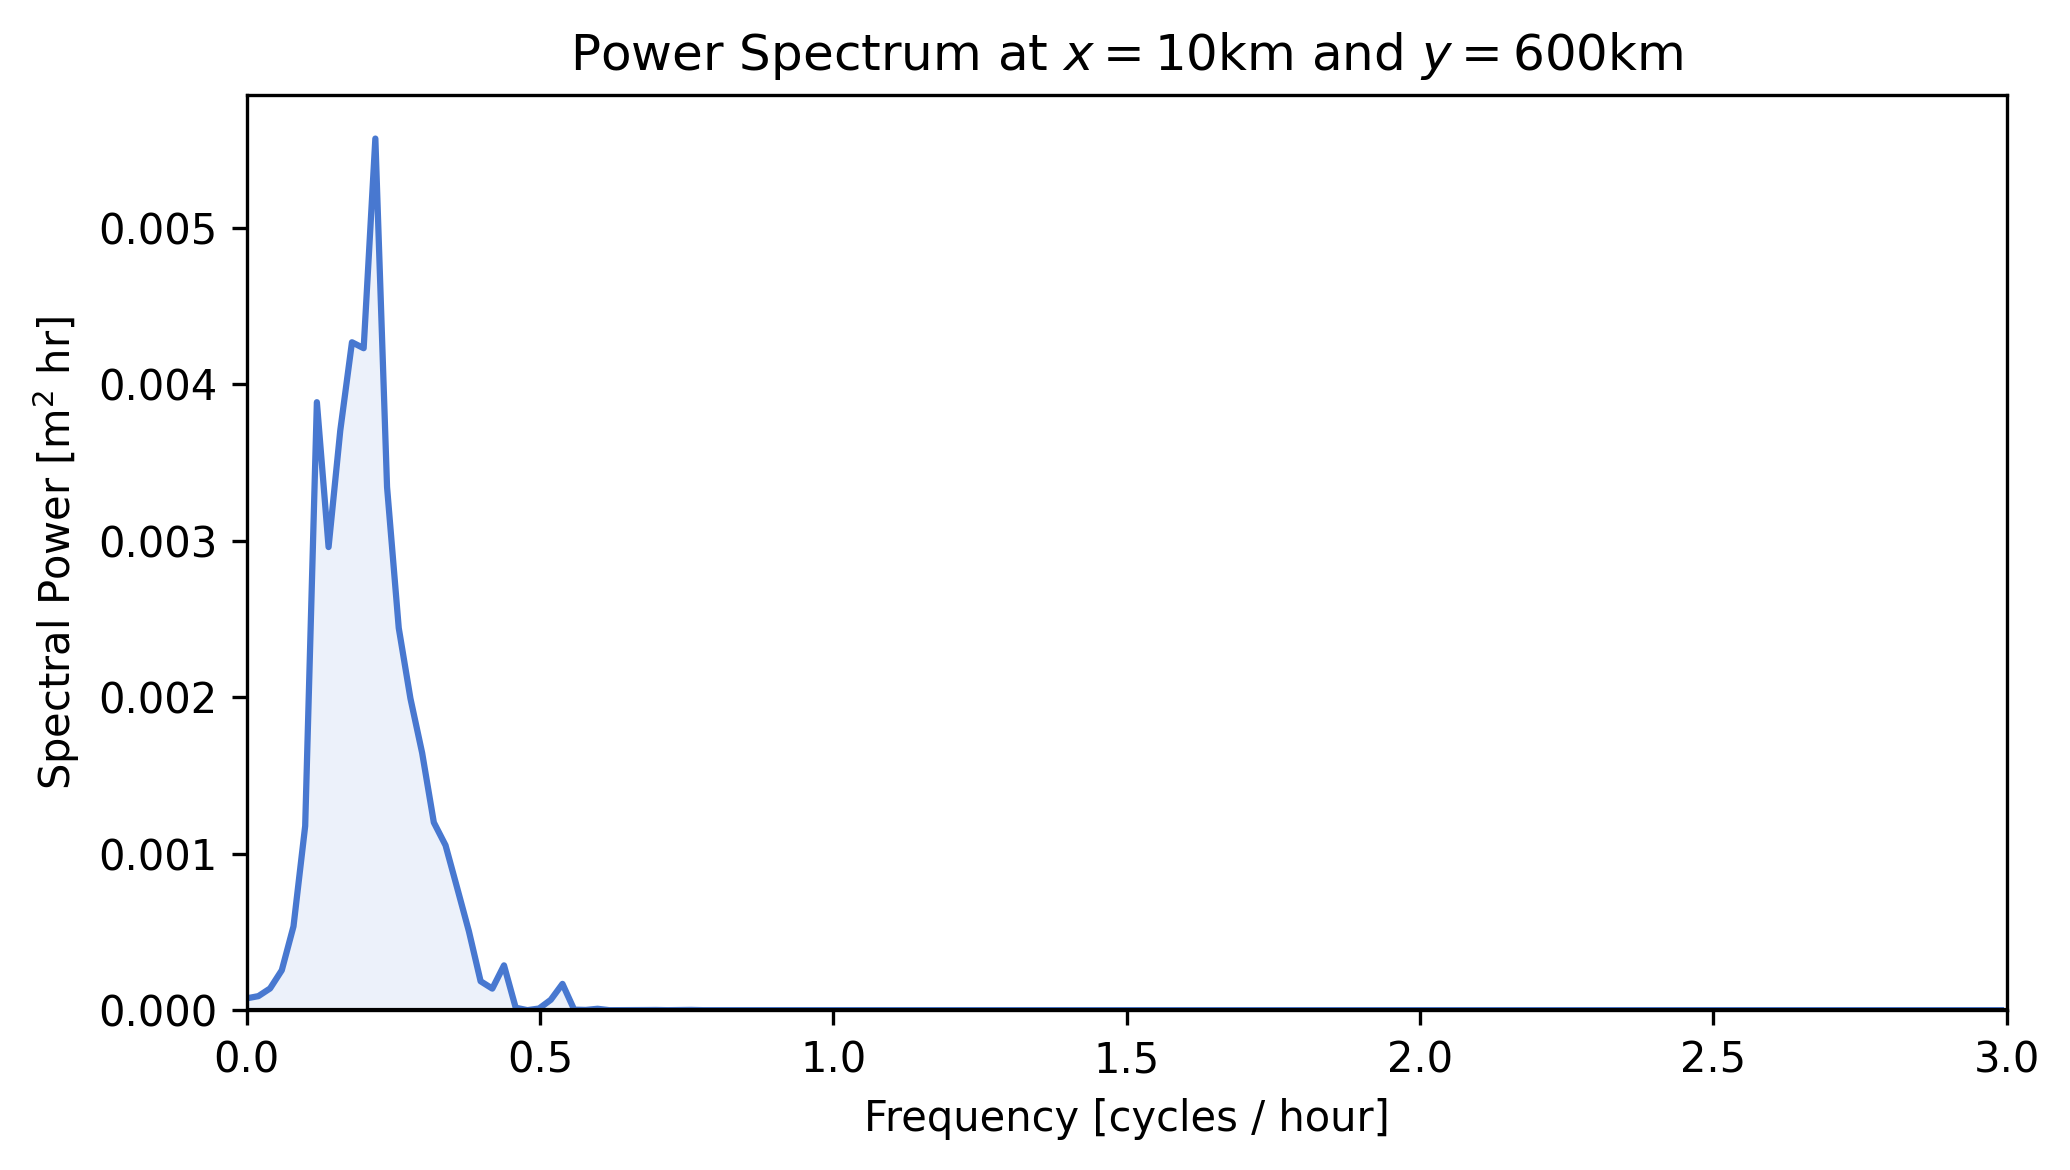 Power Spectrum at x = 10km and y = 600km
Spectral Power [m² hr]
0.005
0.004
0.003
0.002
0.001
0.000
0.0 0.5 1.0 1.5 2.0 2.5 3.0
Frequency [cycles / hour]